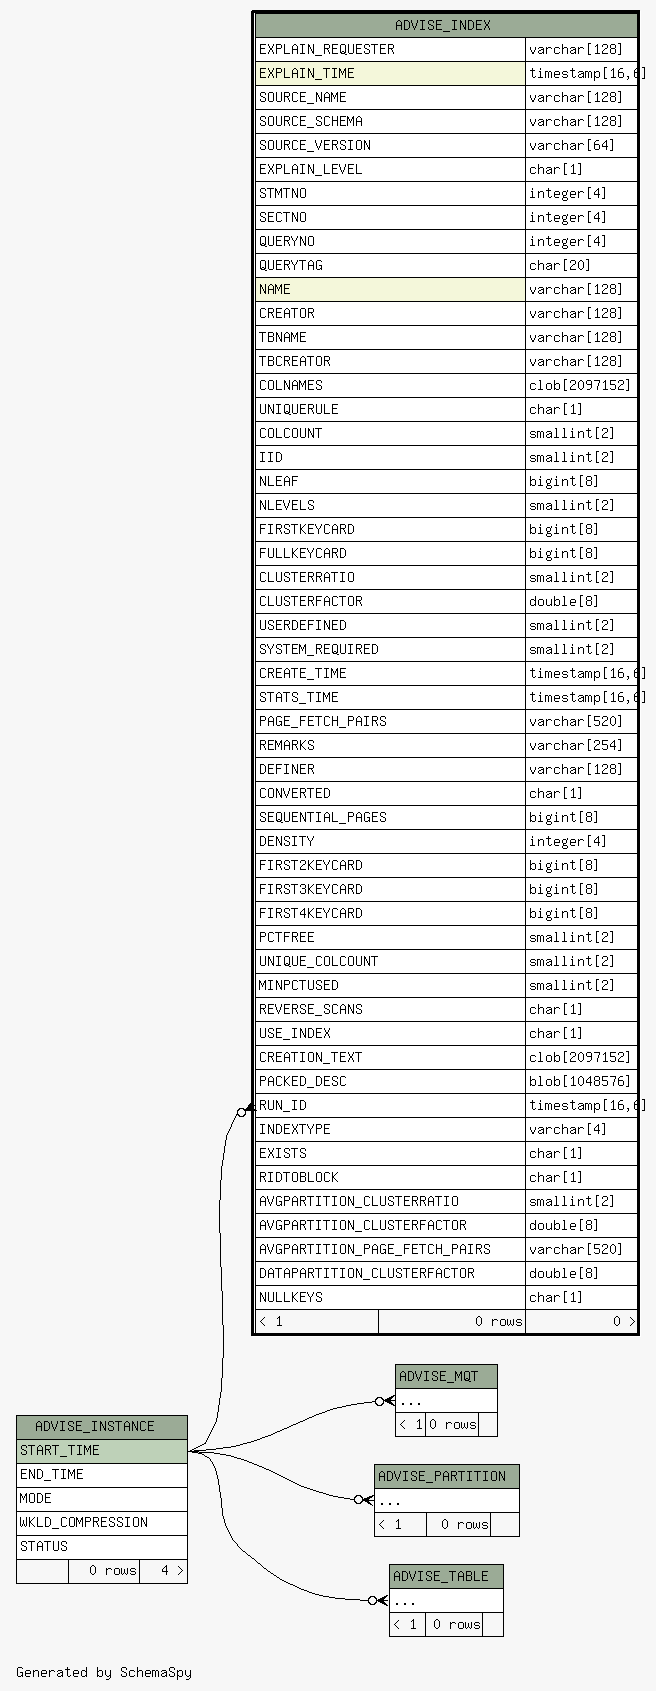 ADVISE_INDEX
EXPLAIN_REQUESTER varchar[128]
EXPLAIN_TIME timestamp[16,6]
SOURCE_NAME varchar[128]
SOURCE_SCHEMA varchar[128]
SOURCE_VERSION varchar[64]
EXPLAIN_LEVEL char[1]
STMTNO integer[4]
SECTNO integer[4]
QUERYNO integer[4]
QUERYTAG char[20]
NAME varchar[128]
CREATOR varchar[128]
TBNAME varchar[128]
TBCREATOR varchar[128]
COLNAMES clob[2097152]
UNIQUERULE char[1]
COLCOUNT smallint[2]
IID smallint[2]
NLEAF bigint[8]
NLEVELS smallint[2]
FIRSTKEYCARD bigint[8]
FULLKEYCARD bigint[8]
CLUSTERRATIO smallint[2]
CLUSTERFACTOR double[8]
USERDEFINED smallint[2]
SYSTEM_REQUIRED smallint[2]
CREATE_TIME timestamp[16,6]
STATS_TIME timestamp[16,6]
PAGE_FETCH_PAIRS varchar[520]
REMARKS varchar[254]
DEFINER varchar[128]
CONVERTED char[1]
SEQUENTIAL_PAGES bigint[8]
DENSITY integer[4]
FIRST2KEYCARD bigint[8]
FIRST3KEYCARD bigint[8]
FIRST4KEYCARD bigint[8]
PCTFREE smallint[2]
UNIQUE_COLCOUNT smallint[2]
MINPCTUSED smallint[2]
REVERSE_SCANS char[1]
USE_INDEX char[1]
CREATION_TEXT clob[2097152]
PACKED_DESC blob[1048576]
RUN_ID timestamp[16,6]
INDEXTYPE varchar[4]
EXISTS char[1]
RIDTOBLOCK char[1]
AVGPARTITION_CLUSTERRATIO smallint[2]
AVGPARTITION_CLUSTERFACTOR double[8]
AVGPARTITION_PAGE_FETCH_PAIRS varchar[520]
DATAPARTITION_CLUSTERFACTOR double[8]
NULLKEYS char[1]
< 1 0 rows 0 >
ADVISE_MQT
...
< 1 0 rows
ADVISE_INSTANCE
START_TIME
END_TIME
MODE
WKLD_COMPRESSION
STATUS
0 rows 4 >
ADVISE_PARTITION
...
< 1 0 rows
ADVISE_TABLE
...
< 1 0 rows
Generated by SchemaSpy